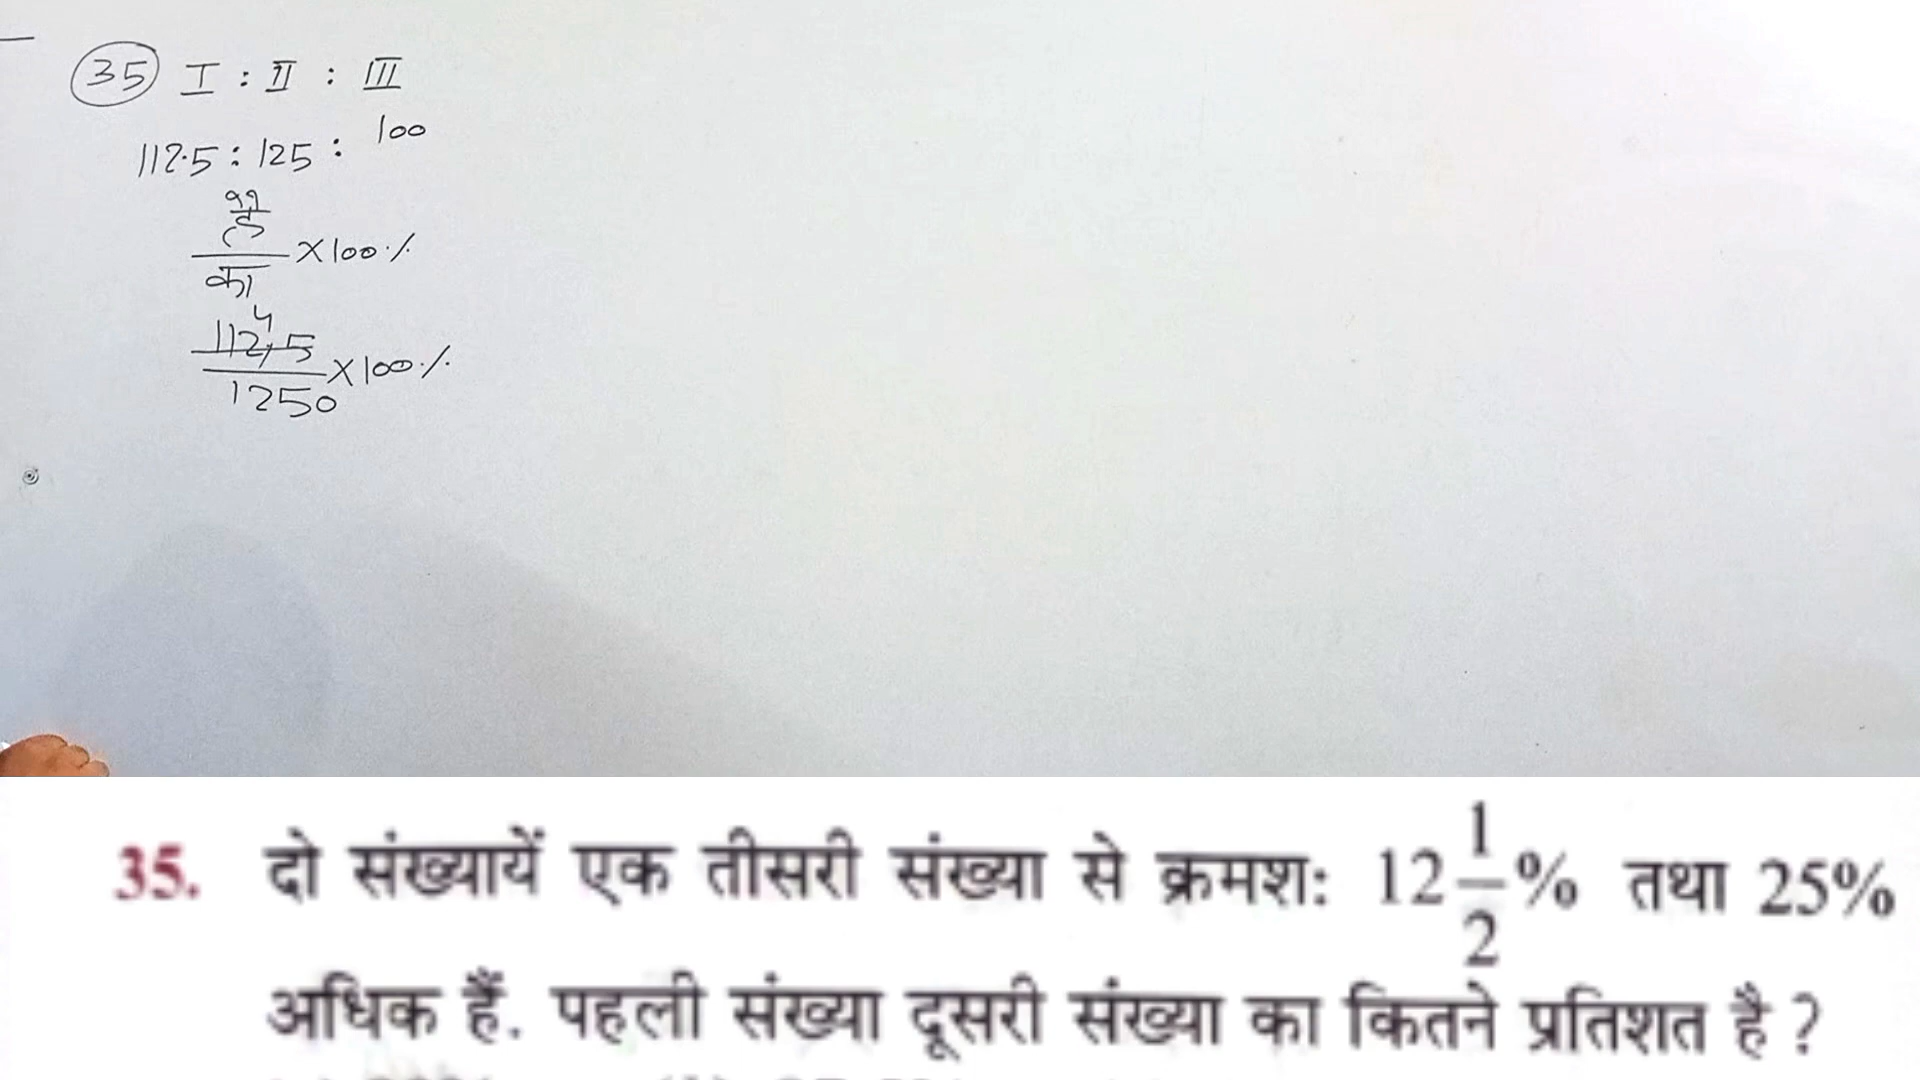 35 I : II : III
112.5 : 125 : 100
है
का × 100%
4
112.5
1250 × 100%
35. दो संख्यायें एक तीसरी संख्या से क्रमश: 12 1/2 % तथा 25%
अधिक हैं. पहली संख्या दूसरी संख्या का कितने प्रतिशत है ?